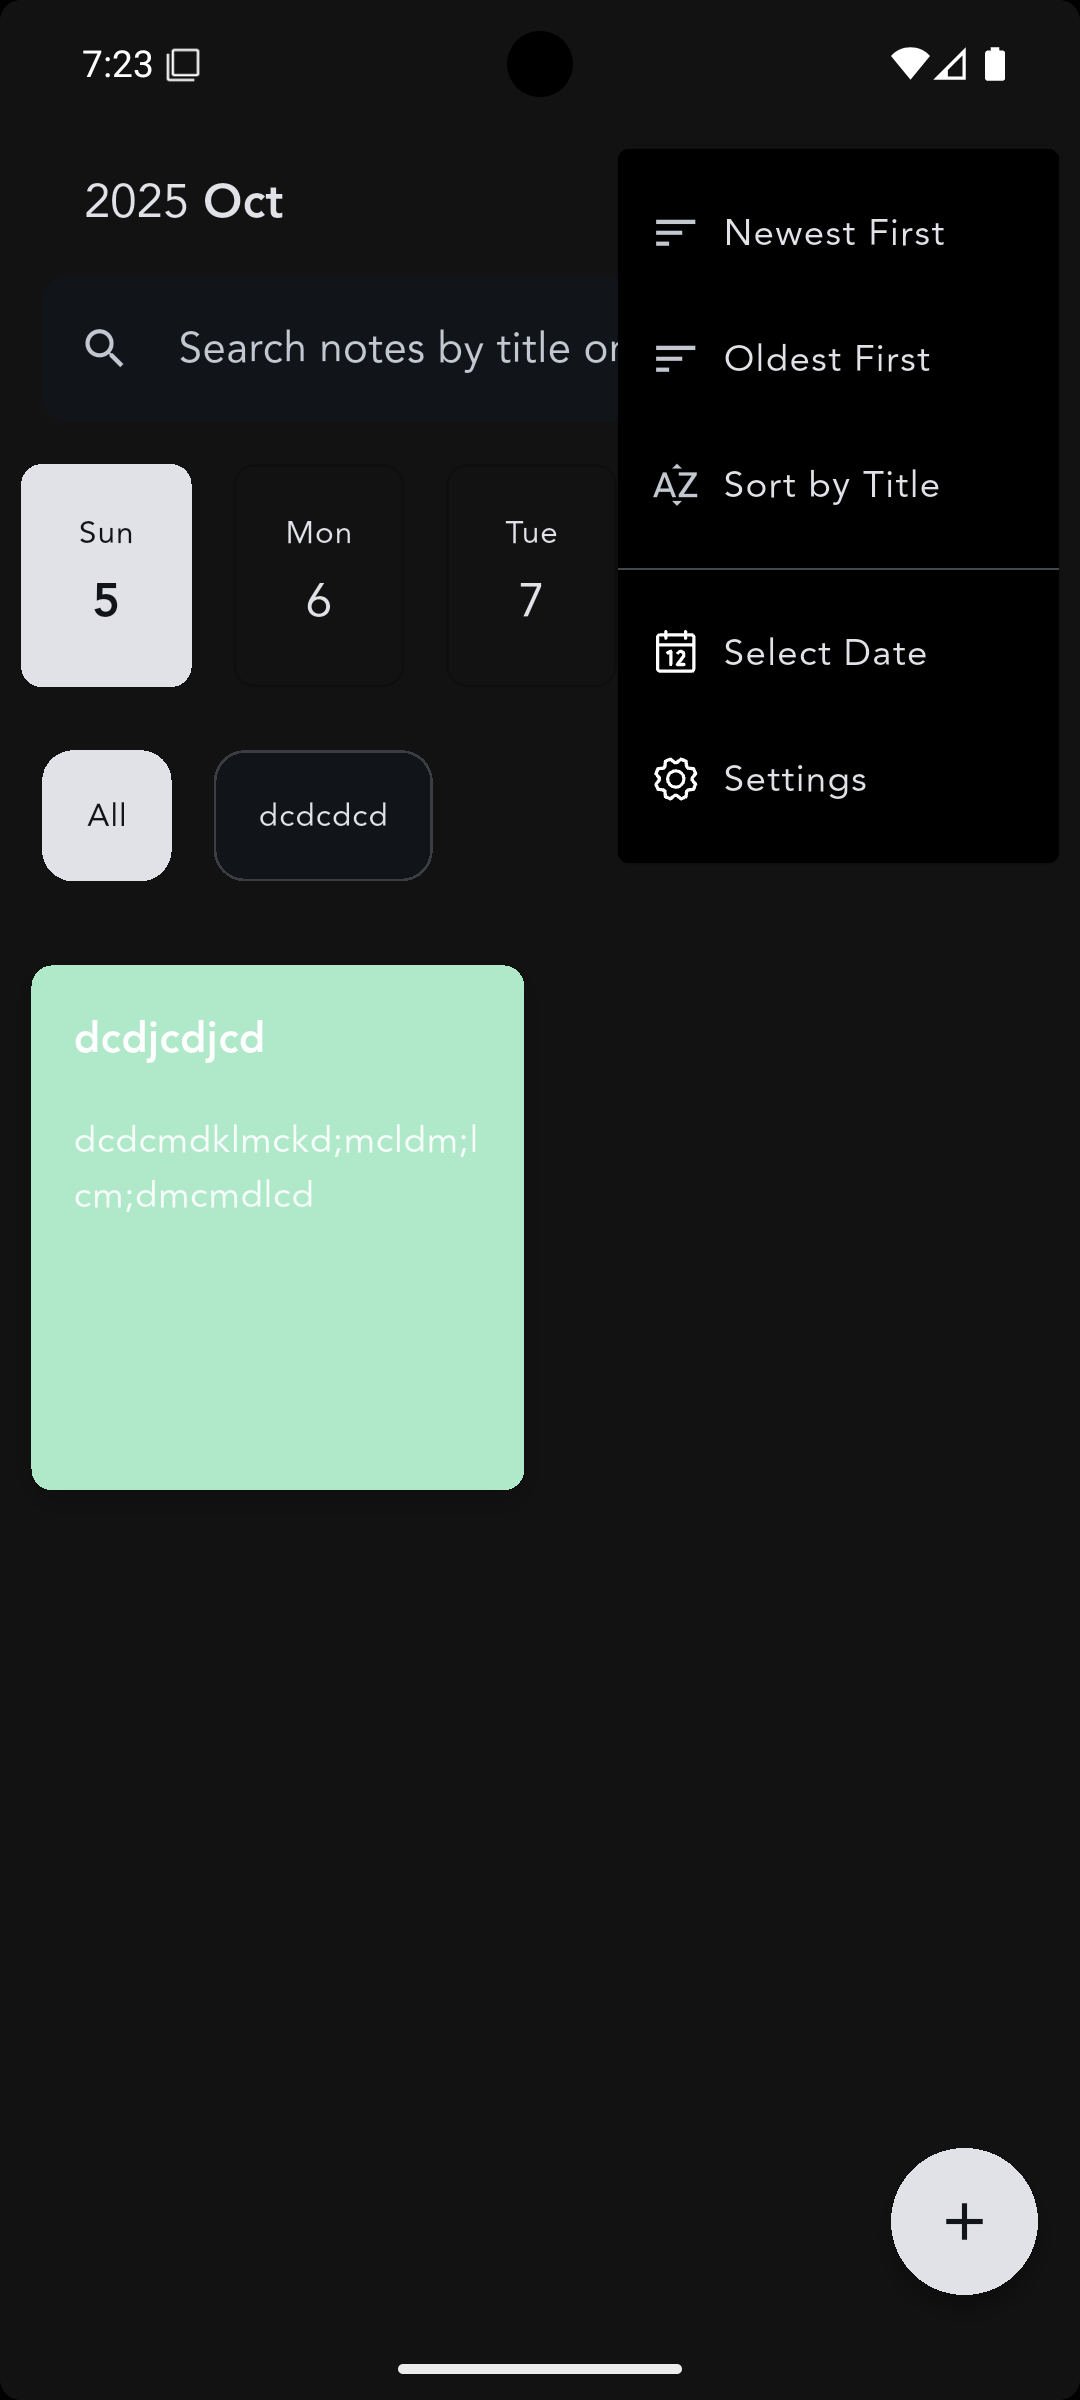 7:23
2025 Oct
Search notes by title or
Newest First
Oldest First
Sort by Title
Select Date
Settings
Sun
5
Mon
6
Tue
7
All
dcdcdcd
dcdjcdjcd
dcdcmdklmckd;mcldm;l
cm;dmcmdlcd